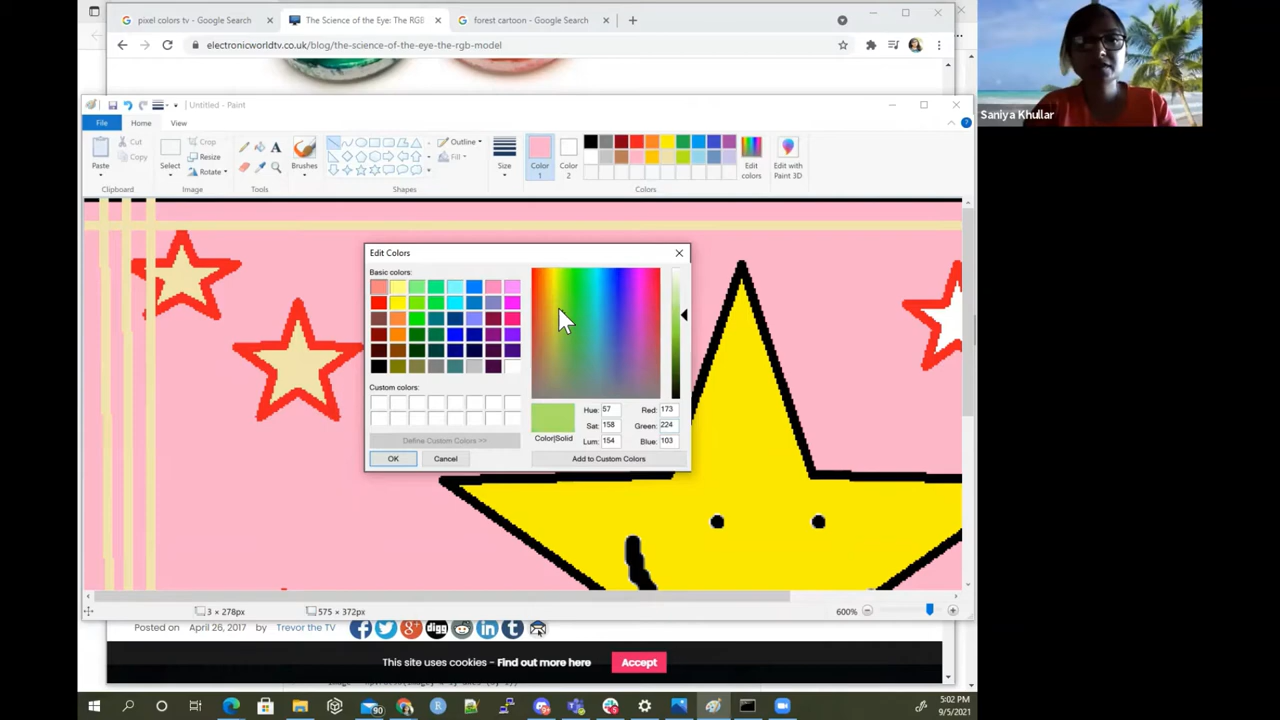 pixel colors tv - Google Search
The Science of the Eye: The RGB
forest cartoon - Google Search
electronicworldtv.co.uk/blog/the-science-of-the-eye-the-rgb-model
Saniya Khullar
Untitled - Paint
File
Home
View
Paste
Cut
Copy
Clipboard
Select
Crop
Resize
Rotate
Image
Tools
Brushes
Shapes
Outline
Fill
Size
Color 1
Color 2
Colors
Edit colors
Edit with Paint 3D
Edit Colors
Basic colors:
Custom colors:
Define Custom Colors >>
OK
Cancel
Color|Solid
Hue: 57
Sat: 158
Lum: 154
Red: 173
Green: 224
Blue: 103
Add to Custom Colors
3 × 278px
575 × 372px
600%
Posted on April 26, 2017 by Trevor the TV
digg
This site uses cookies - Find out more here
Accept
90
5:02 PM
9/5/2021